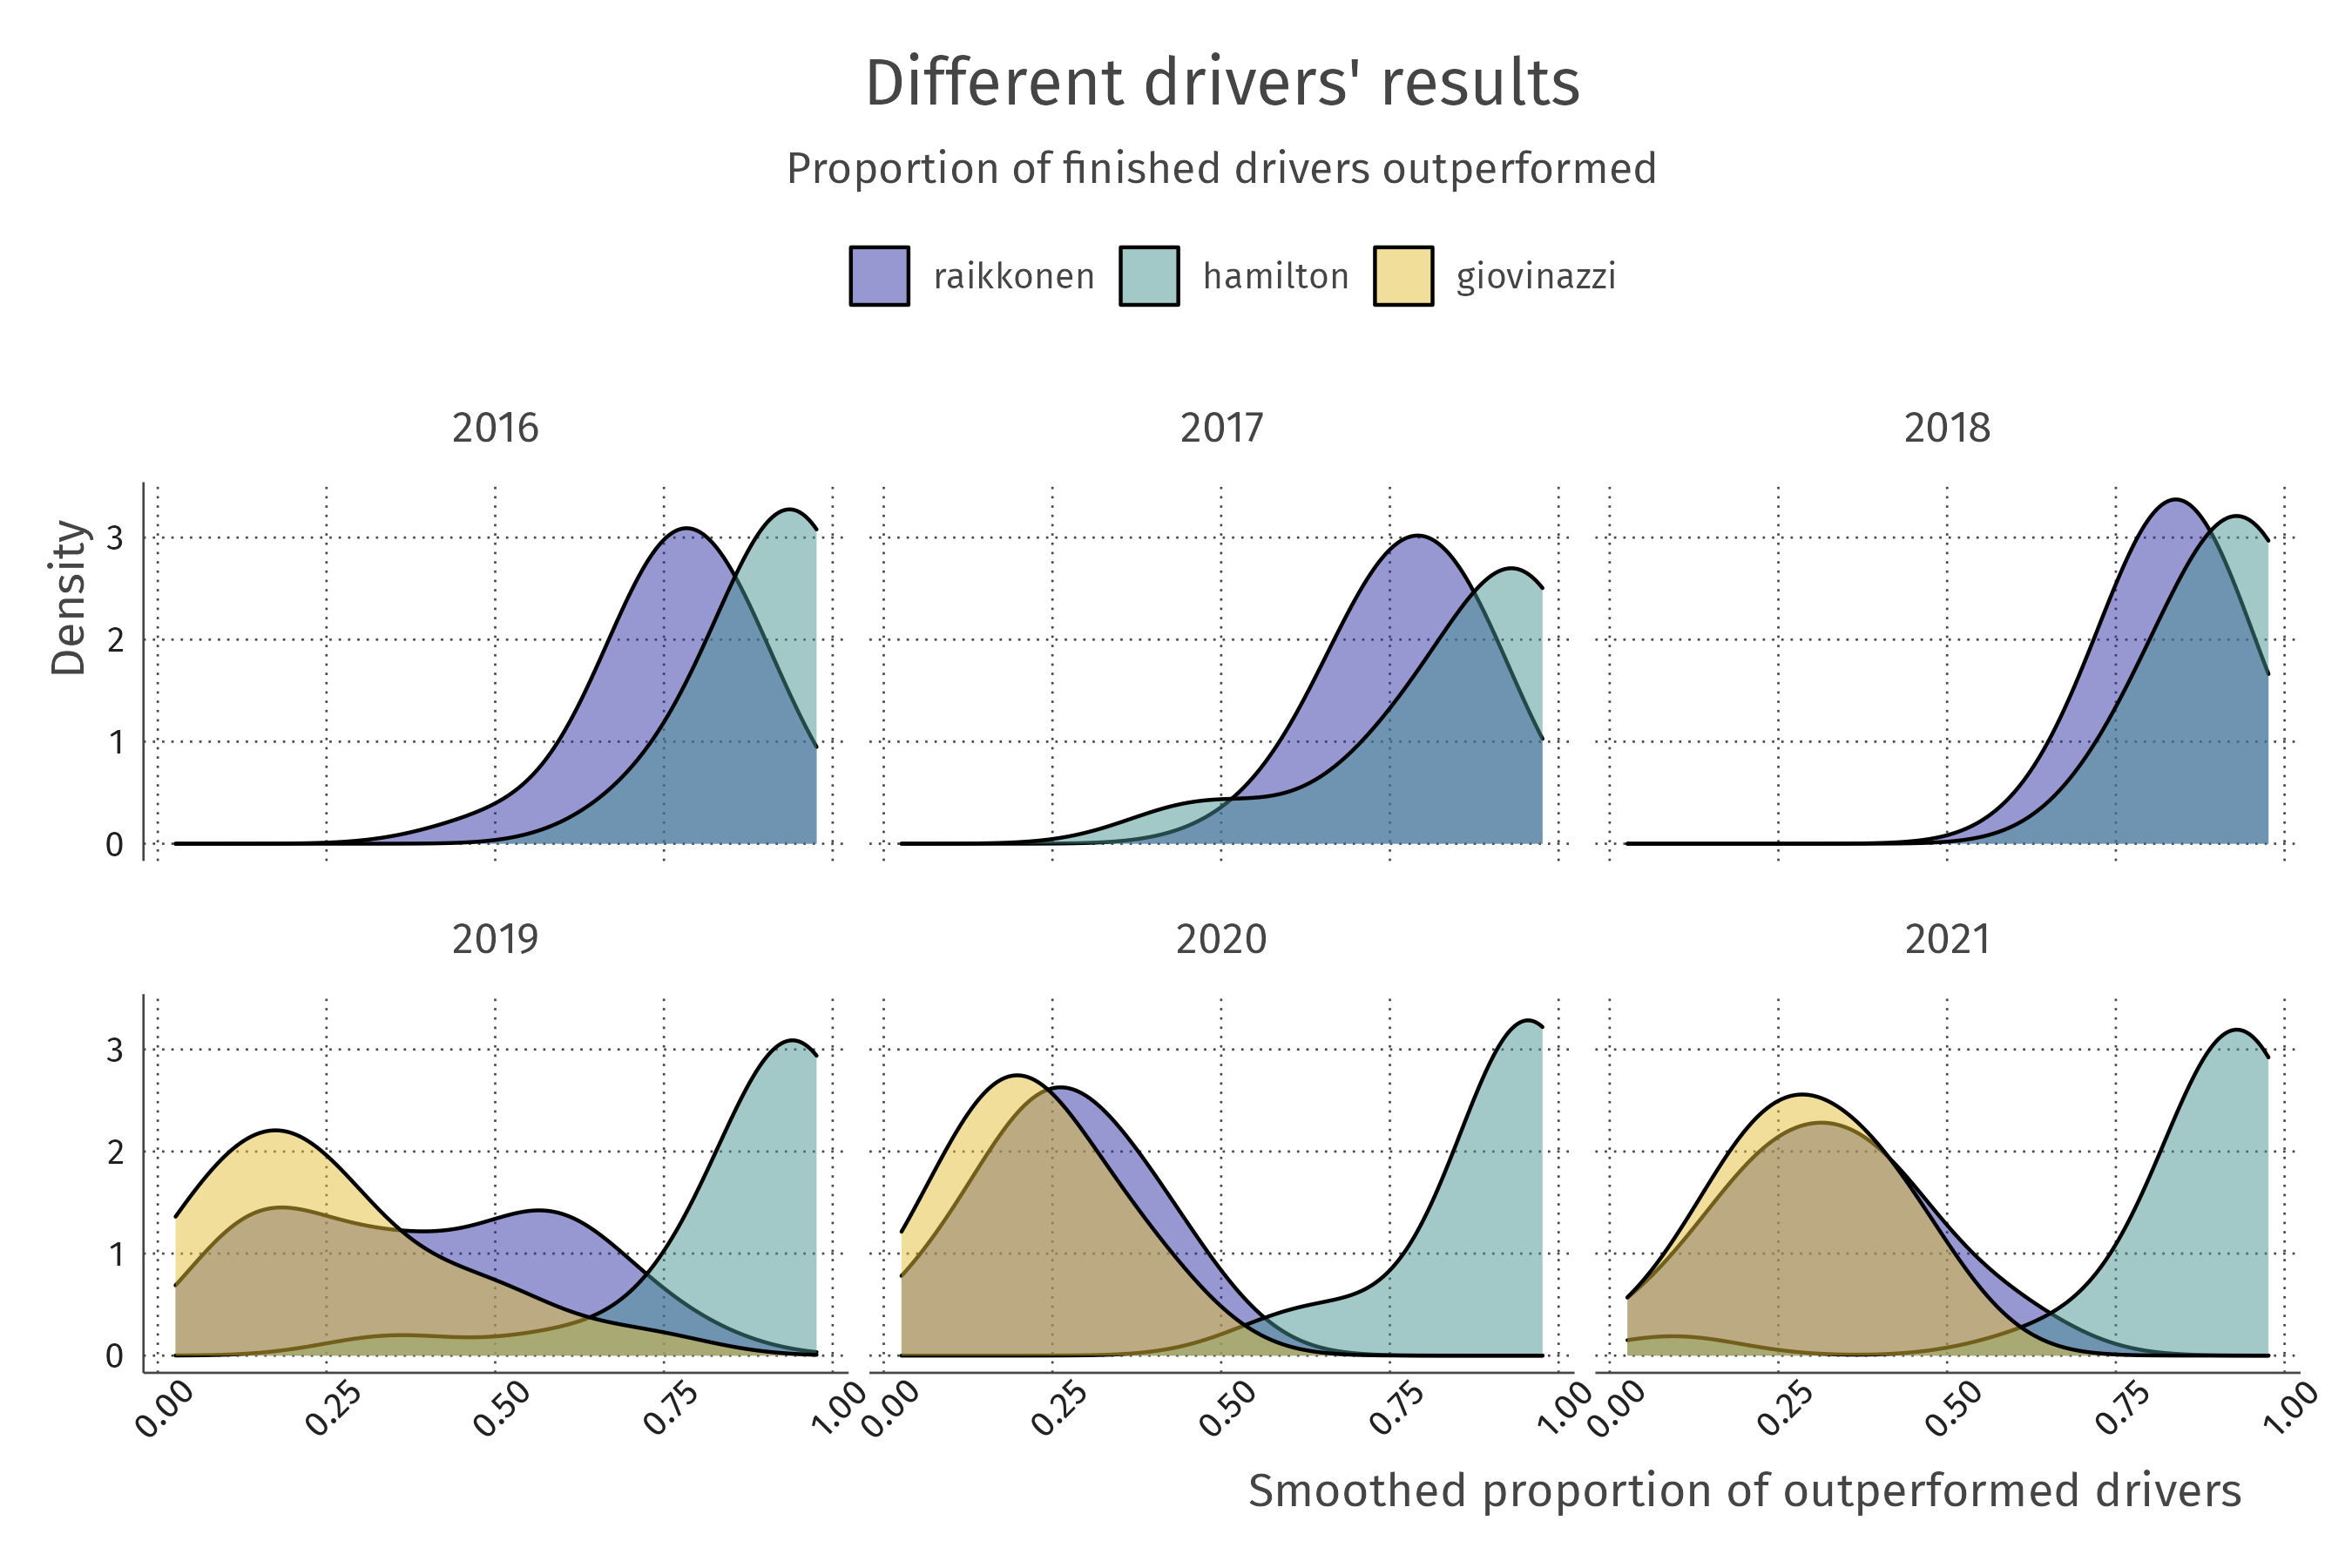 Different drivers' results
Proportion of finished drivers outperformed
raikkonen hamilton giovinazzi
2016 2017 2018
Density
3
2
1
0
2019 2020 2021
3
2
1
0
0.00 0.25 0.50 0.75 1.00 0.00 0.25 0.50 0.75 1.00 0.00 0.25 0.50 0.75 1.00
Smoothed proportion of outperformed drivers